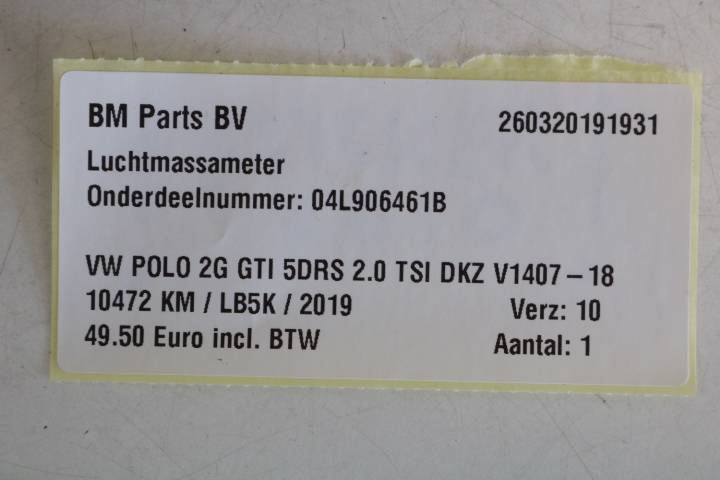 BM Parts BV 260320191931
Luchtmassameter
Onderdeelnummer: 04L906461B
VW POLO 2G GTI 5DRS 2.0 TSI DKZ V1407-18
10472 KM / LB5K / 2019 Verz: 10
49.50 Euro incl. BTW Aantal: 1